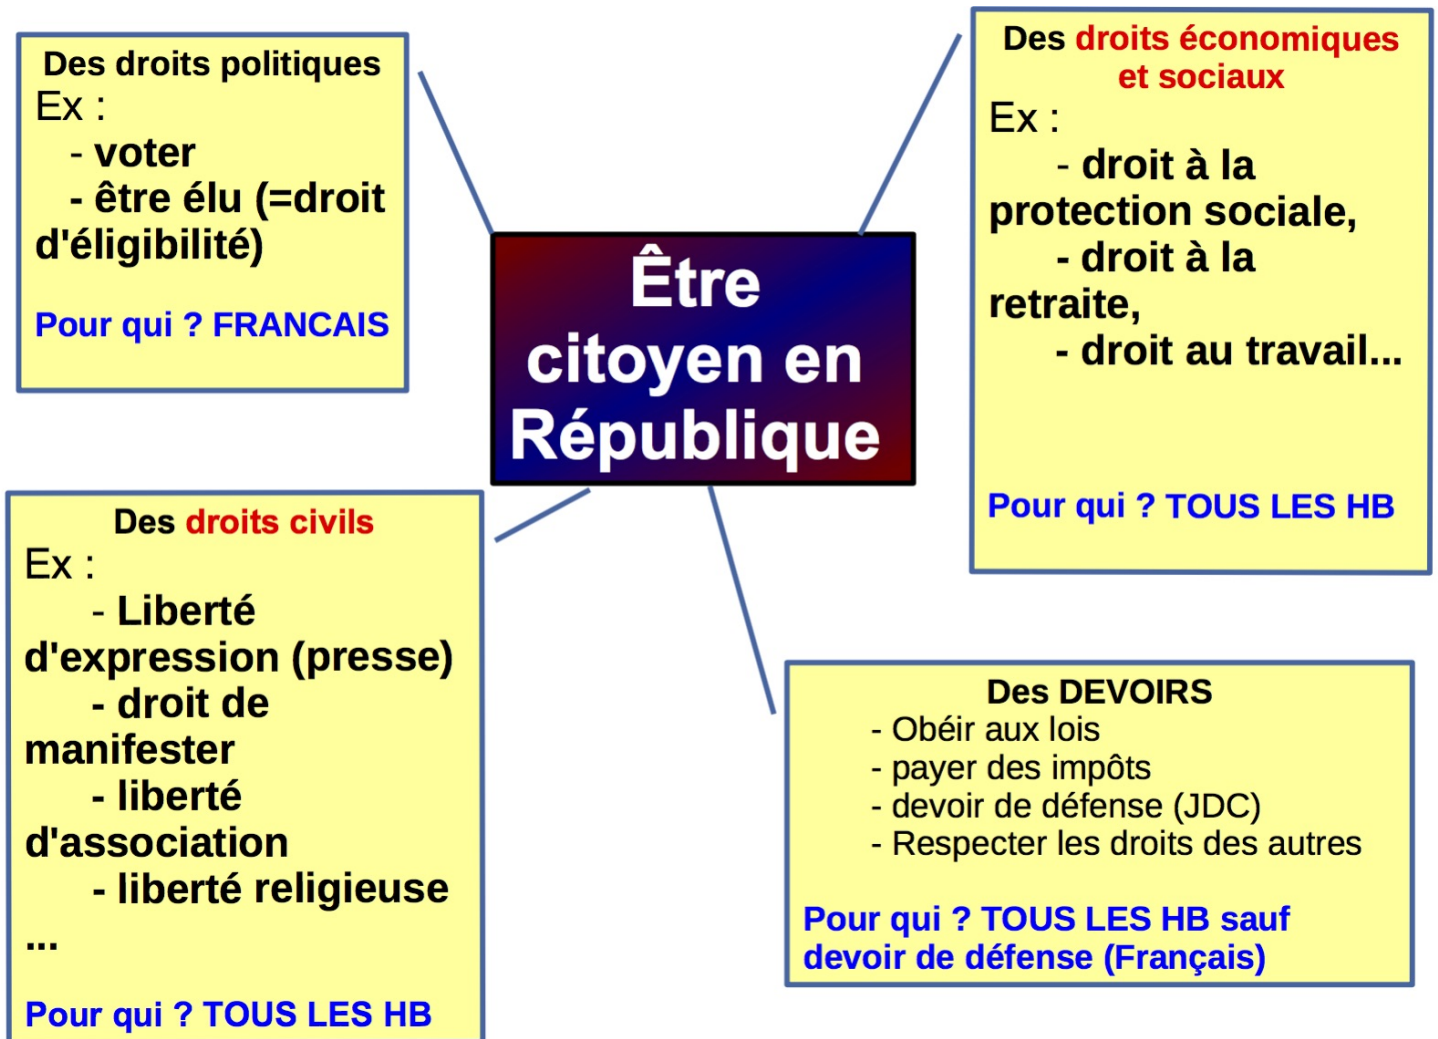 Des droits politiques
Ex :
- voter
- être élu (=droit
d'éligibilité)
Pour qui ? FRANCAIS
Des droits économiques
et sociaux
Ex :
- droit à la
protection sociale,
- droit à la
retraite,
- droit au travail...
Pour qui ? TOUS LES HB
Être
citoyen en
République
Des droits civils
Ex :
- Liberté
d'expression (presse)
- droit de
manifester
- liberté
d'association
- liberté religieuse
...
Pour qui ? TOUS LES HB
Des DEVOIRS
- Obéir aux lois
- payer des impôts
- devoir de défense (JDC)
- Respecter les droits des autres
Pour qui ? TOUS LES HB sauf
devoir de défense (Français)